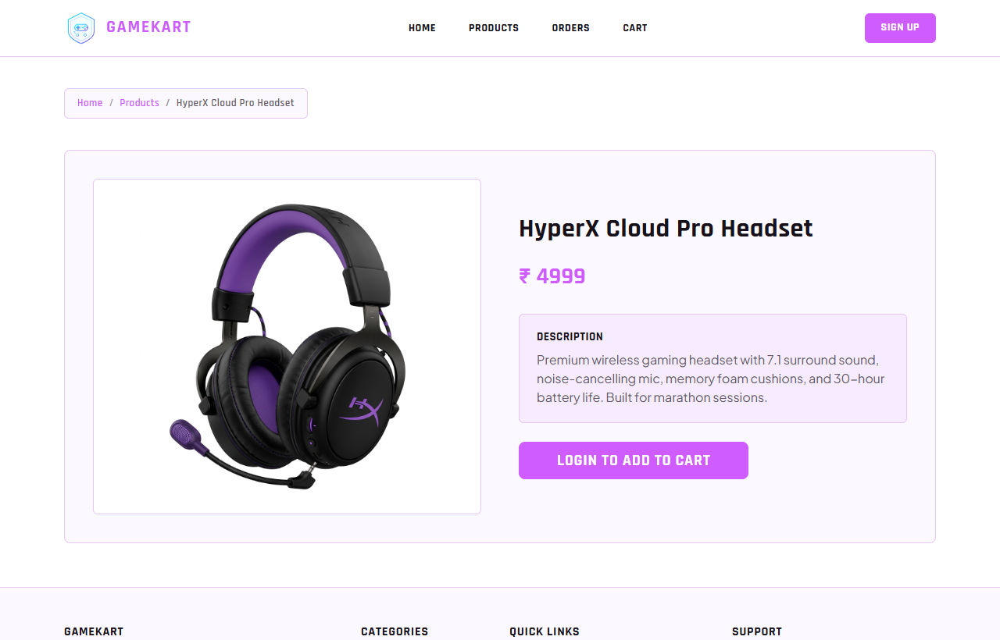 GAMEKART
HOME PRODUCTS ORDERS CART
SIGN UP
Home / Products / HyperX Cloud Pro Headset
HyperX Cloud Pro Headset
₹ 4999
DESCRIPTION
Premium wireless gaming headset with 7.1 surround sound,
noise-cancelling mic, memory foam cushions, and 30-hour
battery life. Built for marathon sessions.
LOGIN TO ADD TO CART
HX
GAMEKART CATEGORIES QUICK LINKS SUPPORT